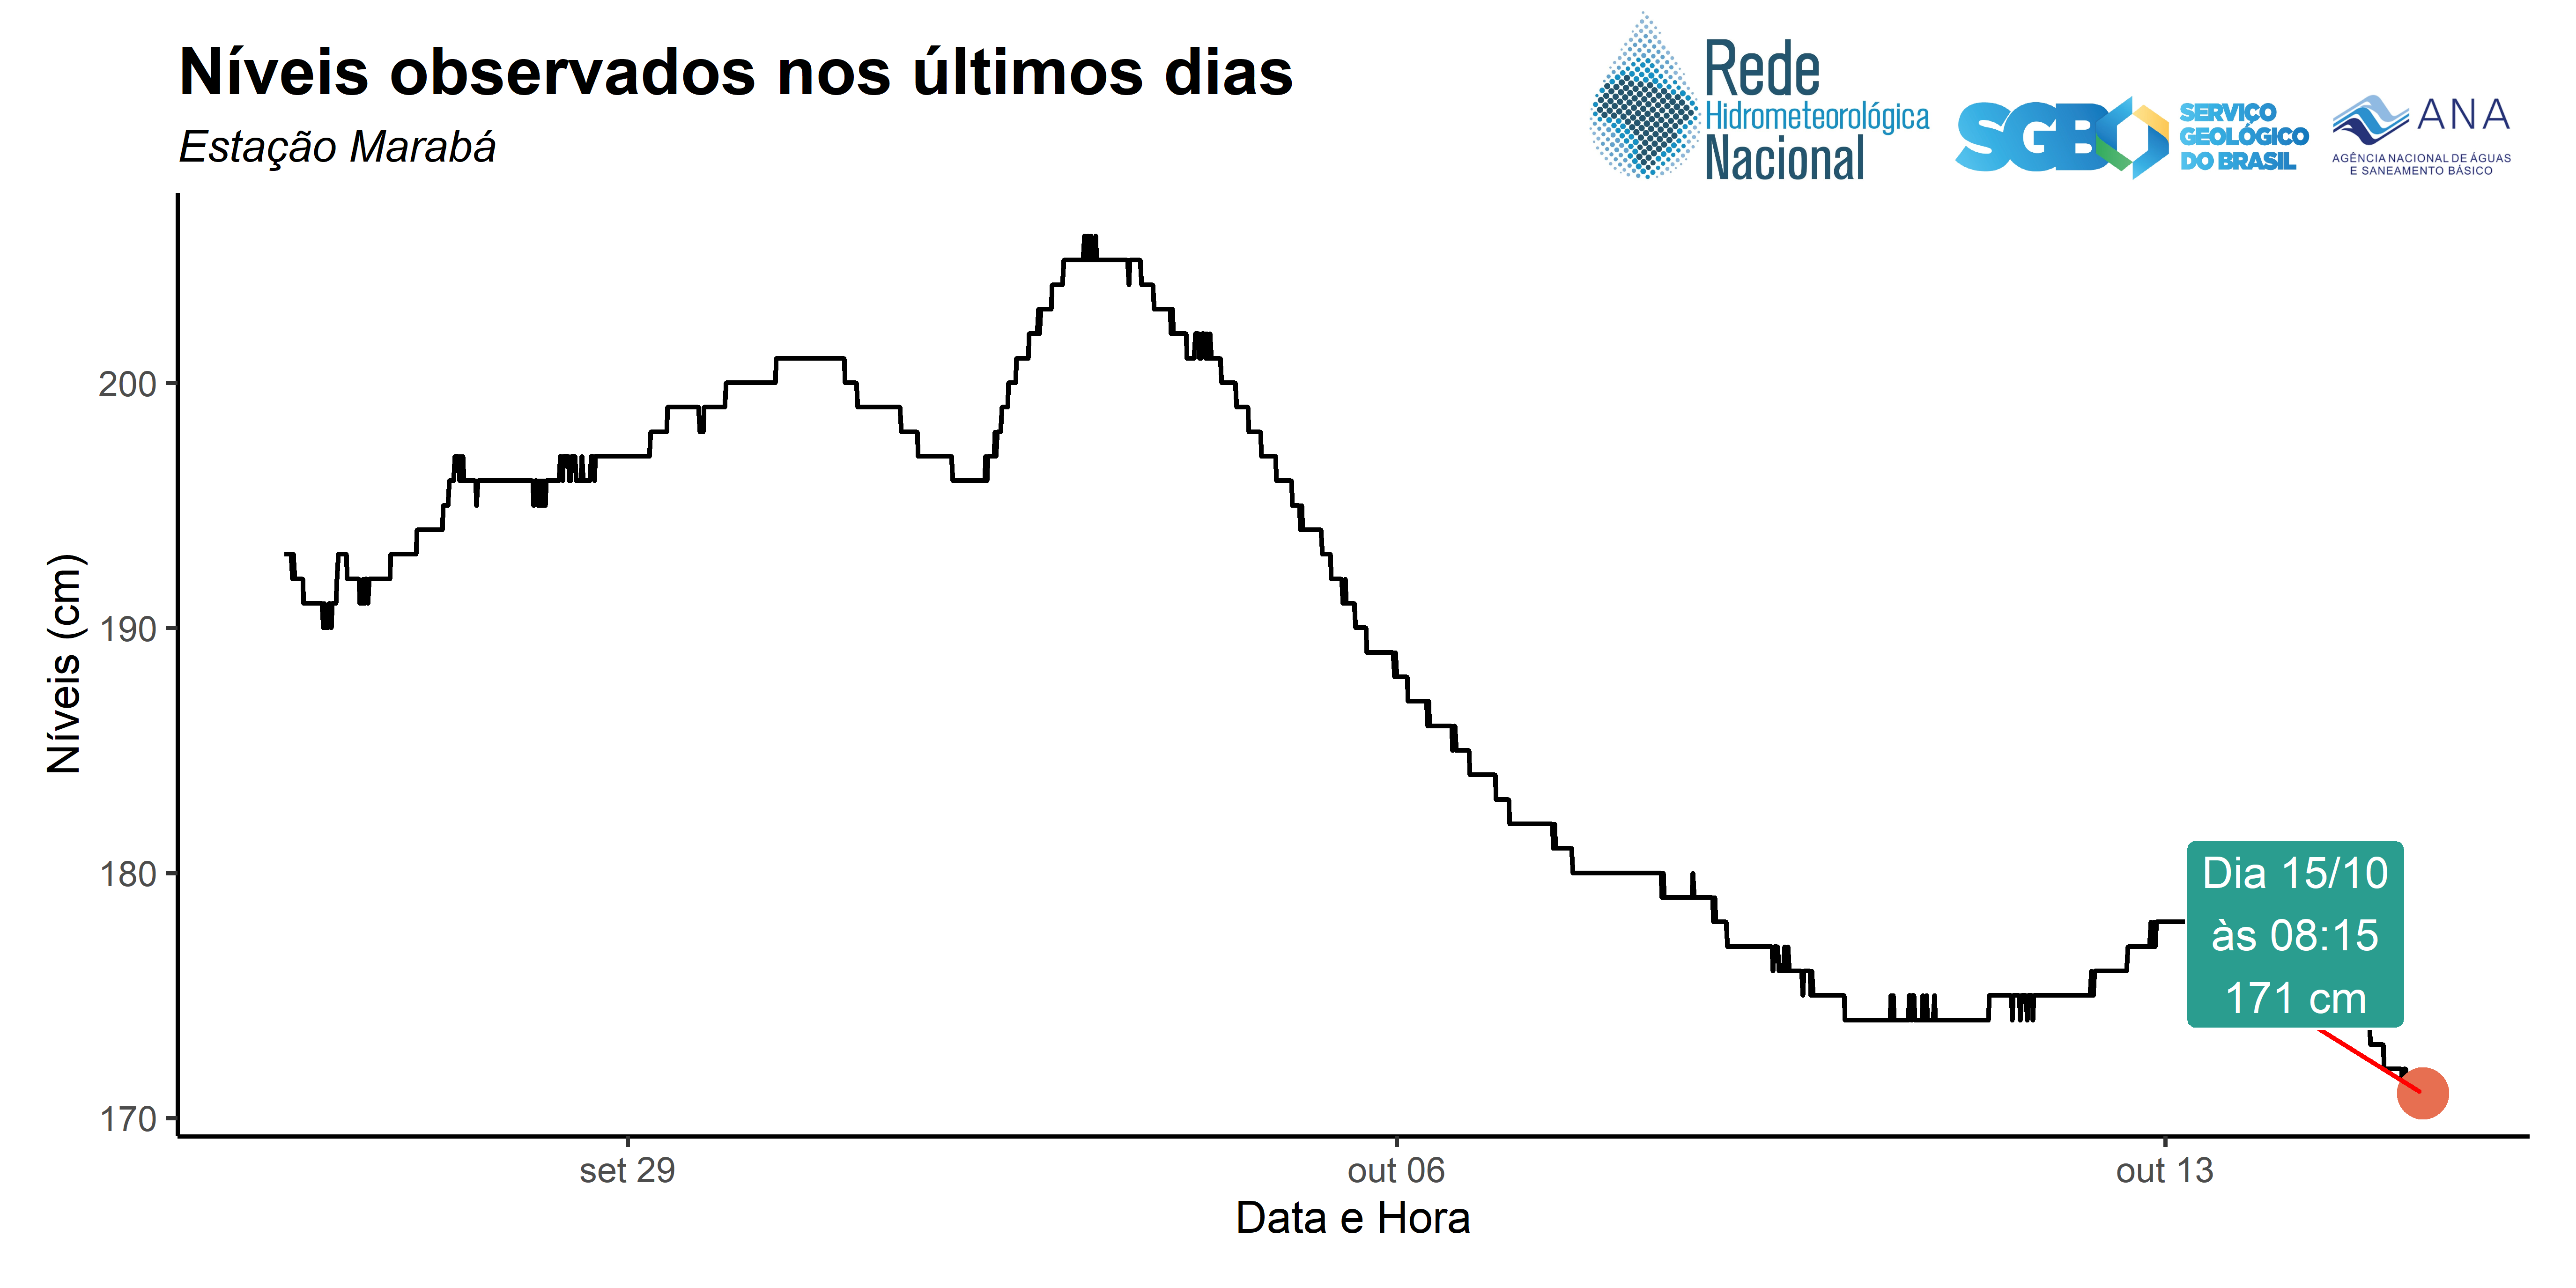 Níveis observados nos últimos dias
Estação Marabá
Rede
Hidrometeorológica
Nacional
SGB
SERVIÇO
GEOLÓGICO
DO BRASIL
ANA
AGÊNCIA NACIONAL DE ÁGUAS
E SANEAMENTO BÁSICO
Níveis (cm)
200
190
180
170
Dia 15/10
às 08:15
171 cm
set 29
out 06
out 13
Data e Hora